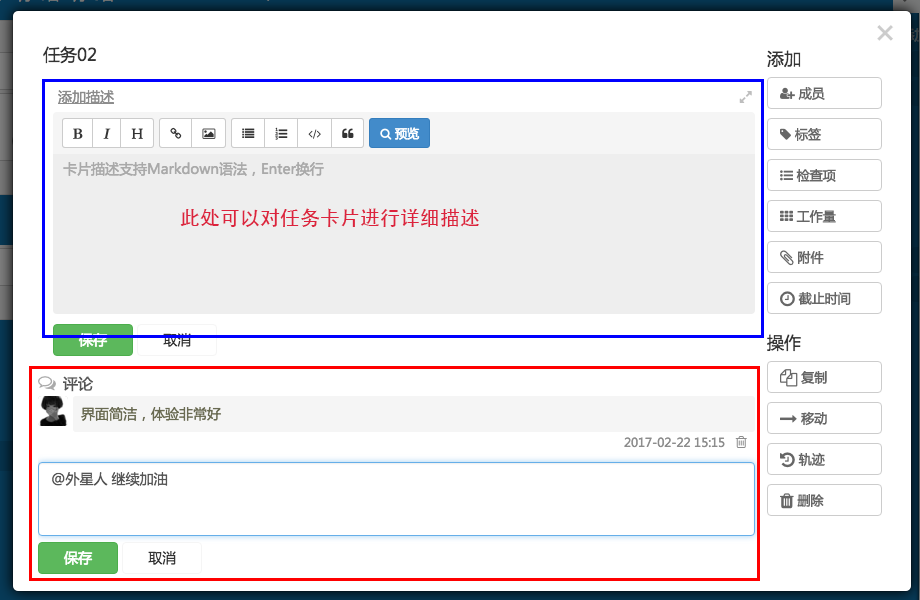 任务02
添加描述
B I H 预览
卡片描述支持Markdown语法，Enter换行
此处可以对任务卡片进行详细描述
保存 取消
评论
界面简洁，体验非常好
2017-02-22 15:15
@外星人 继续加油
保存 取消
添加
成员
标签
检查项
工作量
附件
截止时间
操作
复制
移动
轨迹
删除